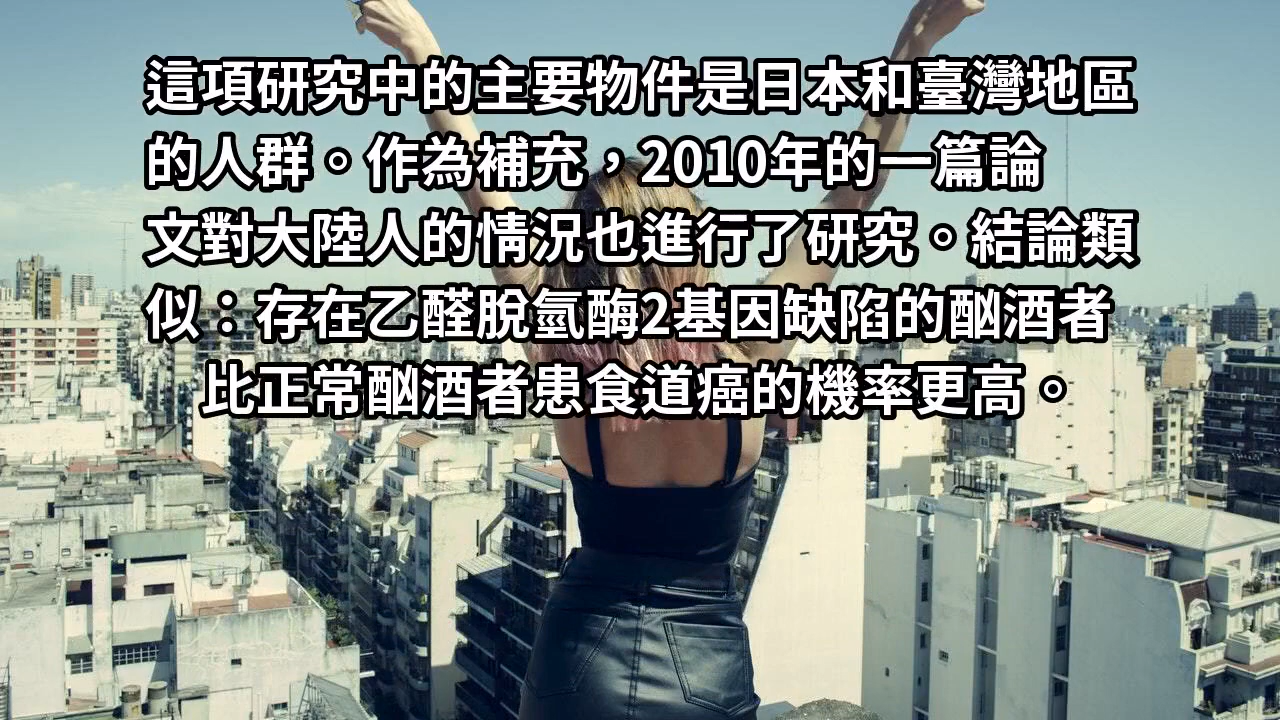 這項研究中的主要物件是日本和臺灣地區
的人群。作為補充，2010年的一篇論
文對大陸人的情況也進行了研究。結論類
似：存在乙醛脫氫酶2基因缺陷的酗酒者
比正常酗酒者患食道癌的機率更高。